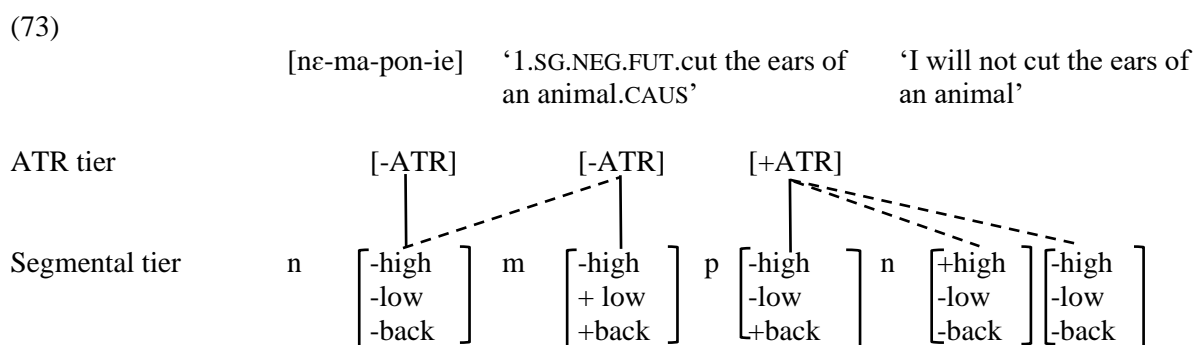 (73)
[nɛ-ma-pon-ie] ‘1.SG.NEG.FUT.cut the ears of ‘I will not cut the ears of
an animal.CAUS’ an animal’
ATR tier [-ATR] [-ATR] [+ATR]
Segmental tier n -high m -high p -high n +high -high
-low + low -low -low -low
-back +back +back -back -back